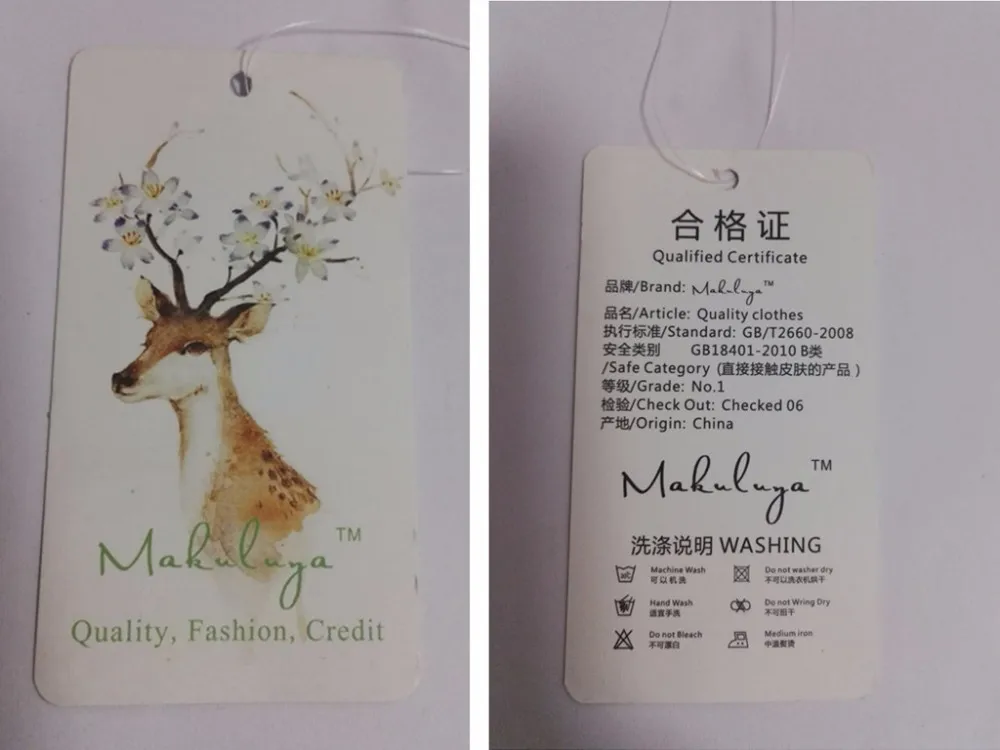 Makuluya™
Quality, Fashion, Credit
合格证
Qualified Certificate
品牌/Brand: Makuluya™
品名/Article: Quality clothes
执行标准/Standard: GB/T2660-2008
安全类别 GB18401-2010 B类
/Safe Category (直接接触皮肤的产品)
等级/Grade: No.1
检验/Check Out: Checked 06
产地/Origin: China
Makuluya™
洗涤说明 WASHING
Machine Wash
可以机洗
Do not washer dry
不可以洗衣机烘干
Hand Wash
适宜手洗
Do not Wring Dry
不可扭干
Do not Bleach
不可漂白
Medium iron
中温熨烫